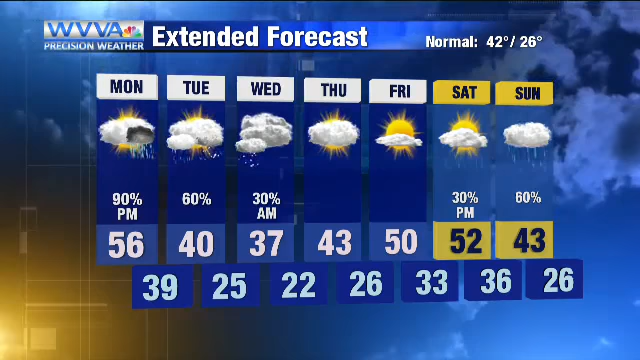 WVVA
PRECISION WEATHER
Extended Forecast
Normal: 42°/ 26°
MON TUE WED THU FRI SAT SUN
90% 60% 30% 30% 60%
PM AM PM
56 40 37 43 50 52 43
39 25 22 26 33 36 26